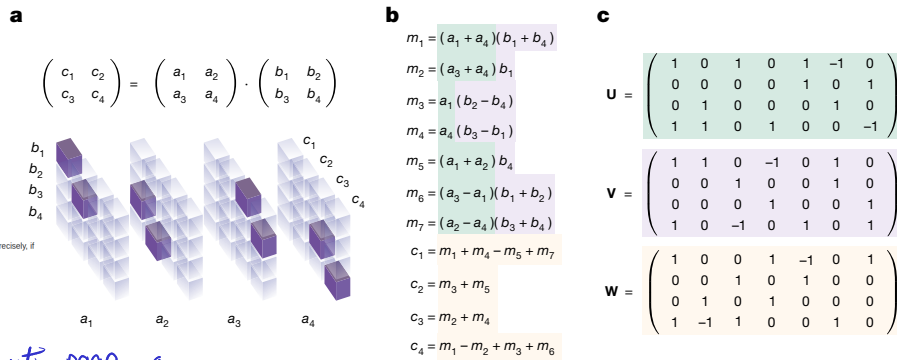 a
( c1 c2 ) = ( a1 a2 ) · ( b1 b2 )
( c3 c4 ) ( a3 a4 ) ( b3 b4 )
b1
b2
b3
b4
c1
c2
c3
c4
a1 a2 a3 a4
recisely, if
b
m1 = (a1 + a4)(b1 + b4)
m2 = (a3 + a4) b1
m3 = a1 (b2 − b4)
m4 = a4 (b3 − b1)
m5 = (a1 + a2) b4
m6 = (a3 − a1)(b1 + b2)
m7 = (a2 − a4)(b3 + b4)
c1 = m1 + m4 − m5 + m7
c2 = m3 + m5
c3 = m2 + m4
c4 = m1 − m2 + m3 + m6
c
1 0 1 0 1 −1 0
U = 0 0 0 0 1 0 1
0 1 0 0 0 1 0
1 1 0 1 0 0 −1
1 1 0 −1 0 1 0
V = 0 0 1 0 0 1 0
0 0 0 1 0 0 1
1 0 −1 0 1 0 1
1 0 0 1 −1 0 1
W = 0 0 1 0 1 0 0
0 1 0 1 0 0 0
1 −1 1 0 0 1 0